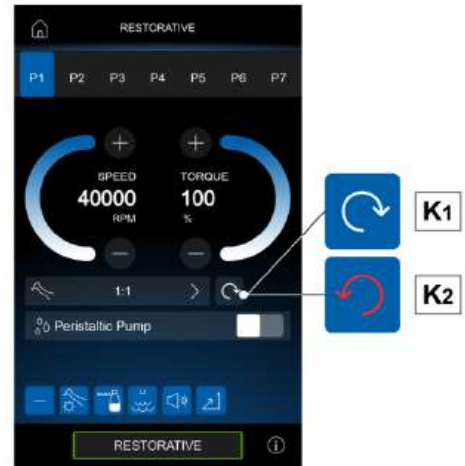 RESTORATIVE
P1 P2 P3 P4 P5 P6 P7
SPEED TORQUE
40000 100
RPM %
1:1
K1
K2
Peristaltic Pump
RESTORATIVE